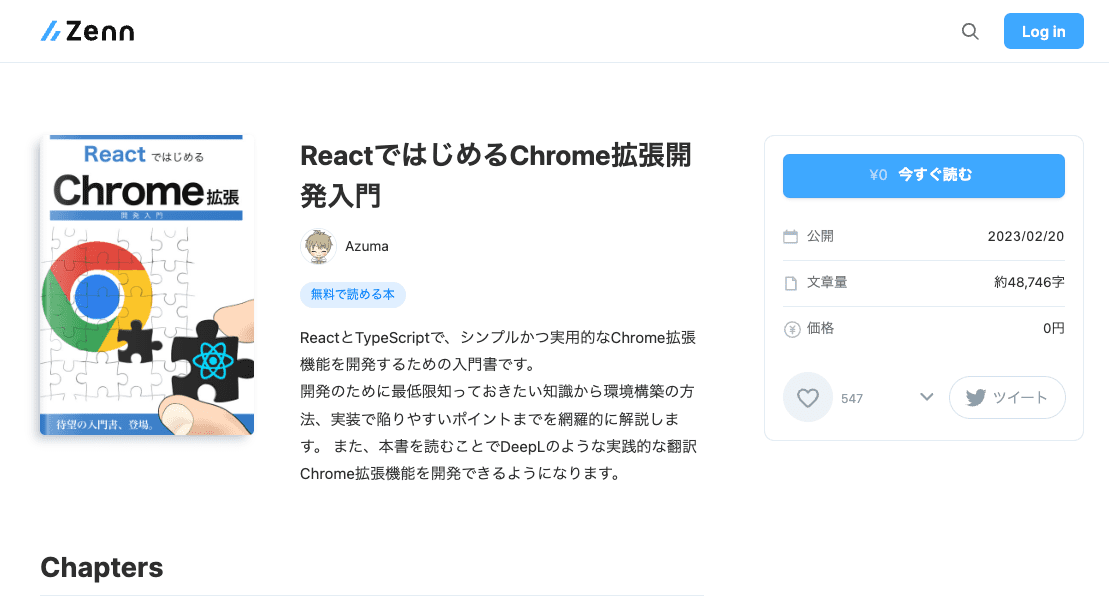 Zenn
Log in
React ではじめる
Chrome 拡張
開発入門
待望の入門書、登場。
ReactではじめるChrome拡張開
発入門
Azuma
無料で読める本
ReactとTypeScriptで、シンプルかつ実用的なChrome拡張
機能を開発するための入門書です。
開発のために最低限知っておきたい知識から環境構築の方
法、実装で陥りやすいポイントまでを網羅的に解説しま
す。 また、本書を読むことでDeepLのような実践的な翻訳
Chrome拡張機能を開発できるようになります。
¥0 今すぐ読む
公開 2023/02/20
文章量 約48,746字
価格 0円
547 ツイート
Chapters